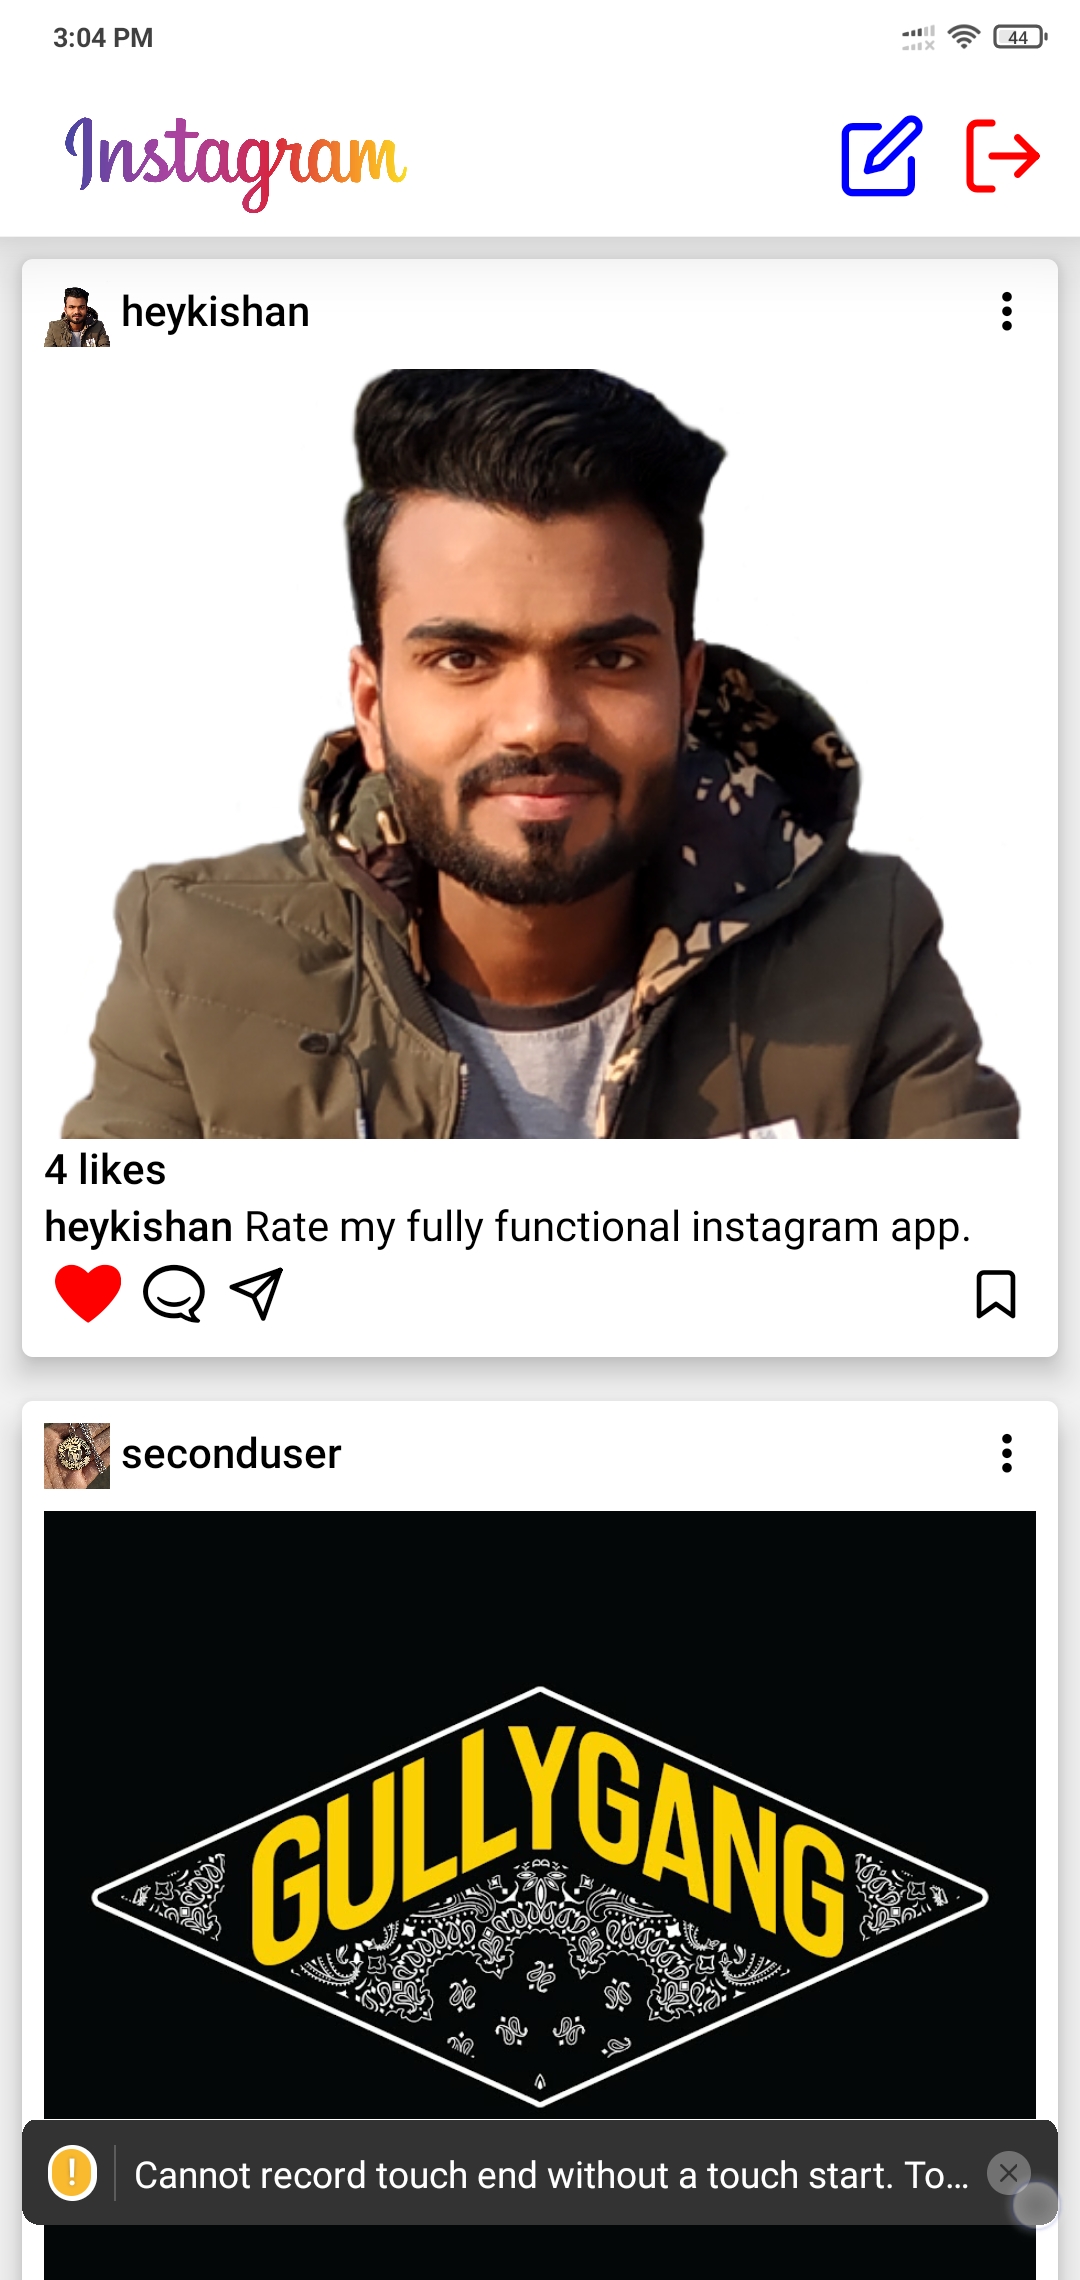 3:04 PM
44
Instagram
heykishan
4 likes
heykishan Rate my fully functional instagram app.
seconduser
GULLYGANG
Cannot record touch end without a touch start. To...